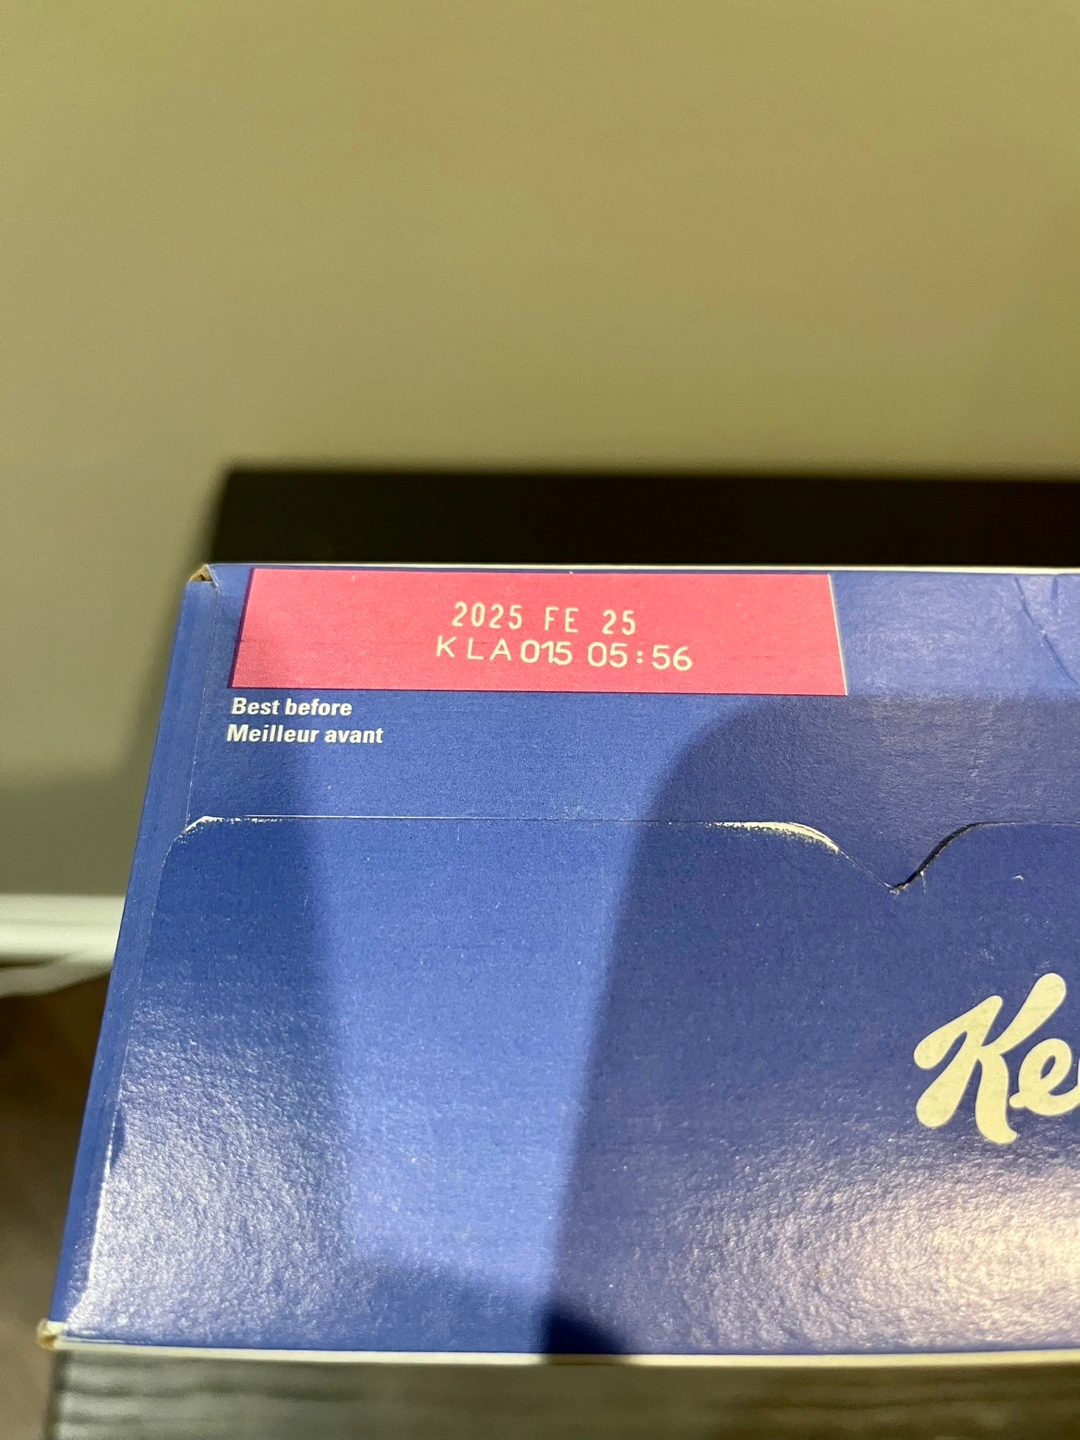 2025 FE 25
KLA015 05:56
Best before
Meilleur avant